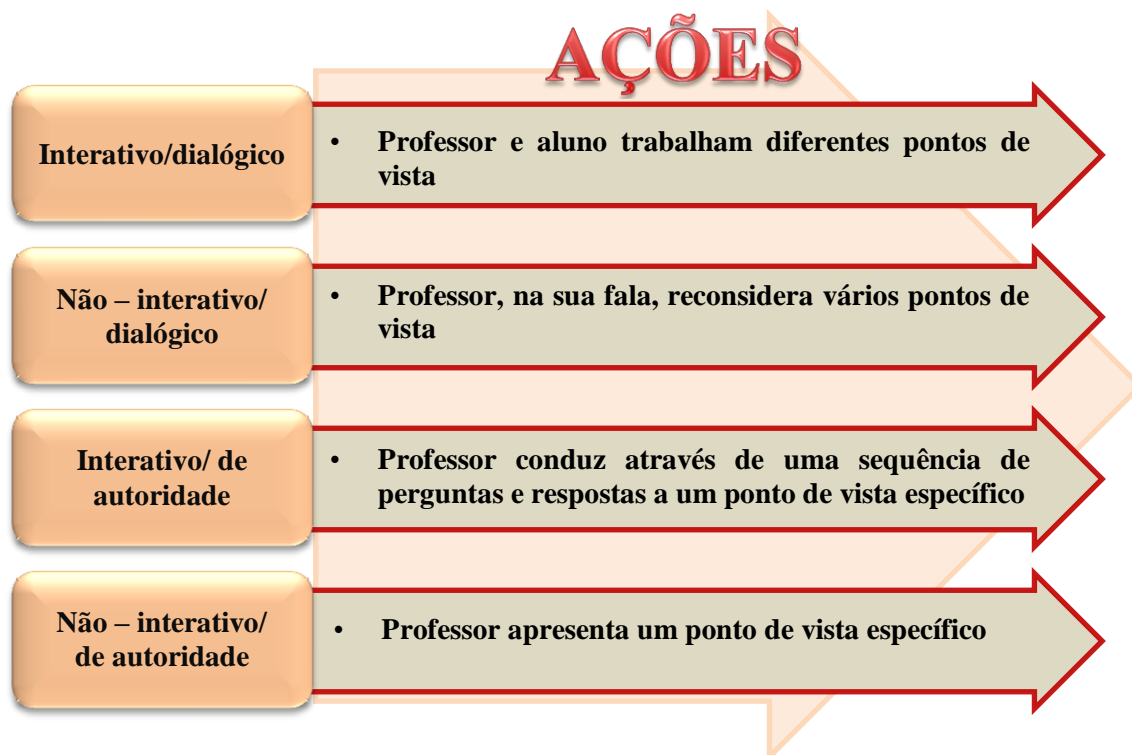 AÇÕES
Interativo/dialógico
• Professor e aluno trabalham diferentes pontos de
vista
Não – interativo/
dialógico
• Professor, na sua fala, reconsidera vários pontos de
vista
Interativo/ de
autoridade
• Professor conduz através de uma sequência de
perguntas e respostas a um ponto de vista específico
Não – interativo/
de autoridade
• Professor apresenta um ponto de vista específico